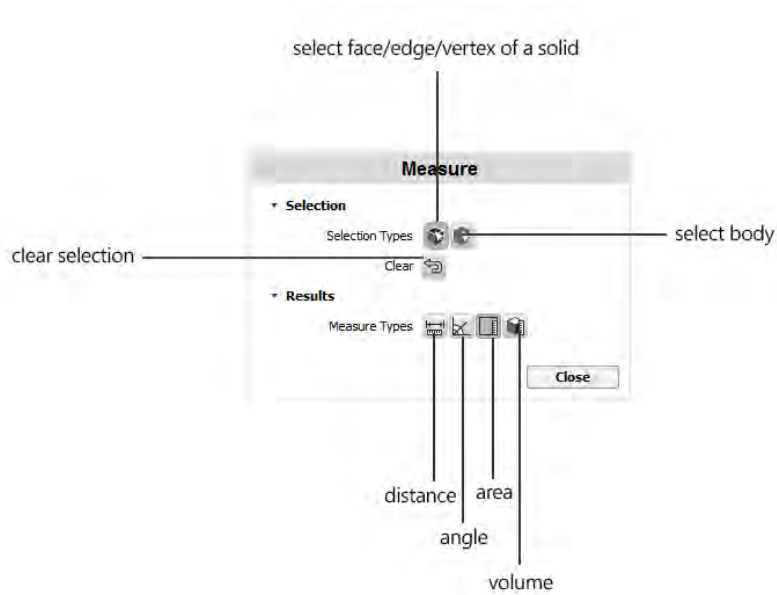 select face/edge/vertex of a solid
Measure
Selection
Selection Types
select body
clear selection
Clear
Results
Measure Types
Close
distance
area
angle
volume